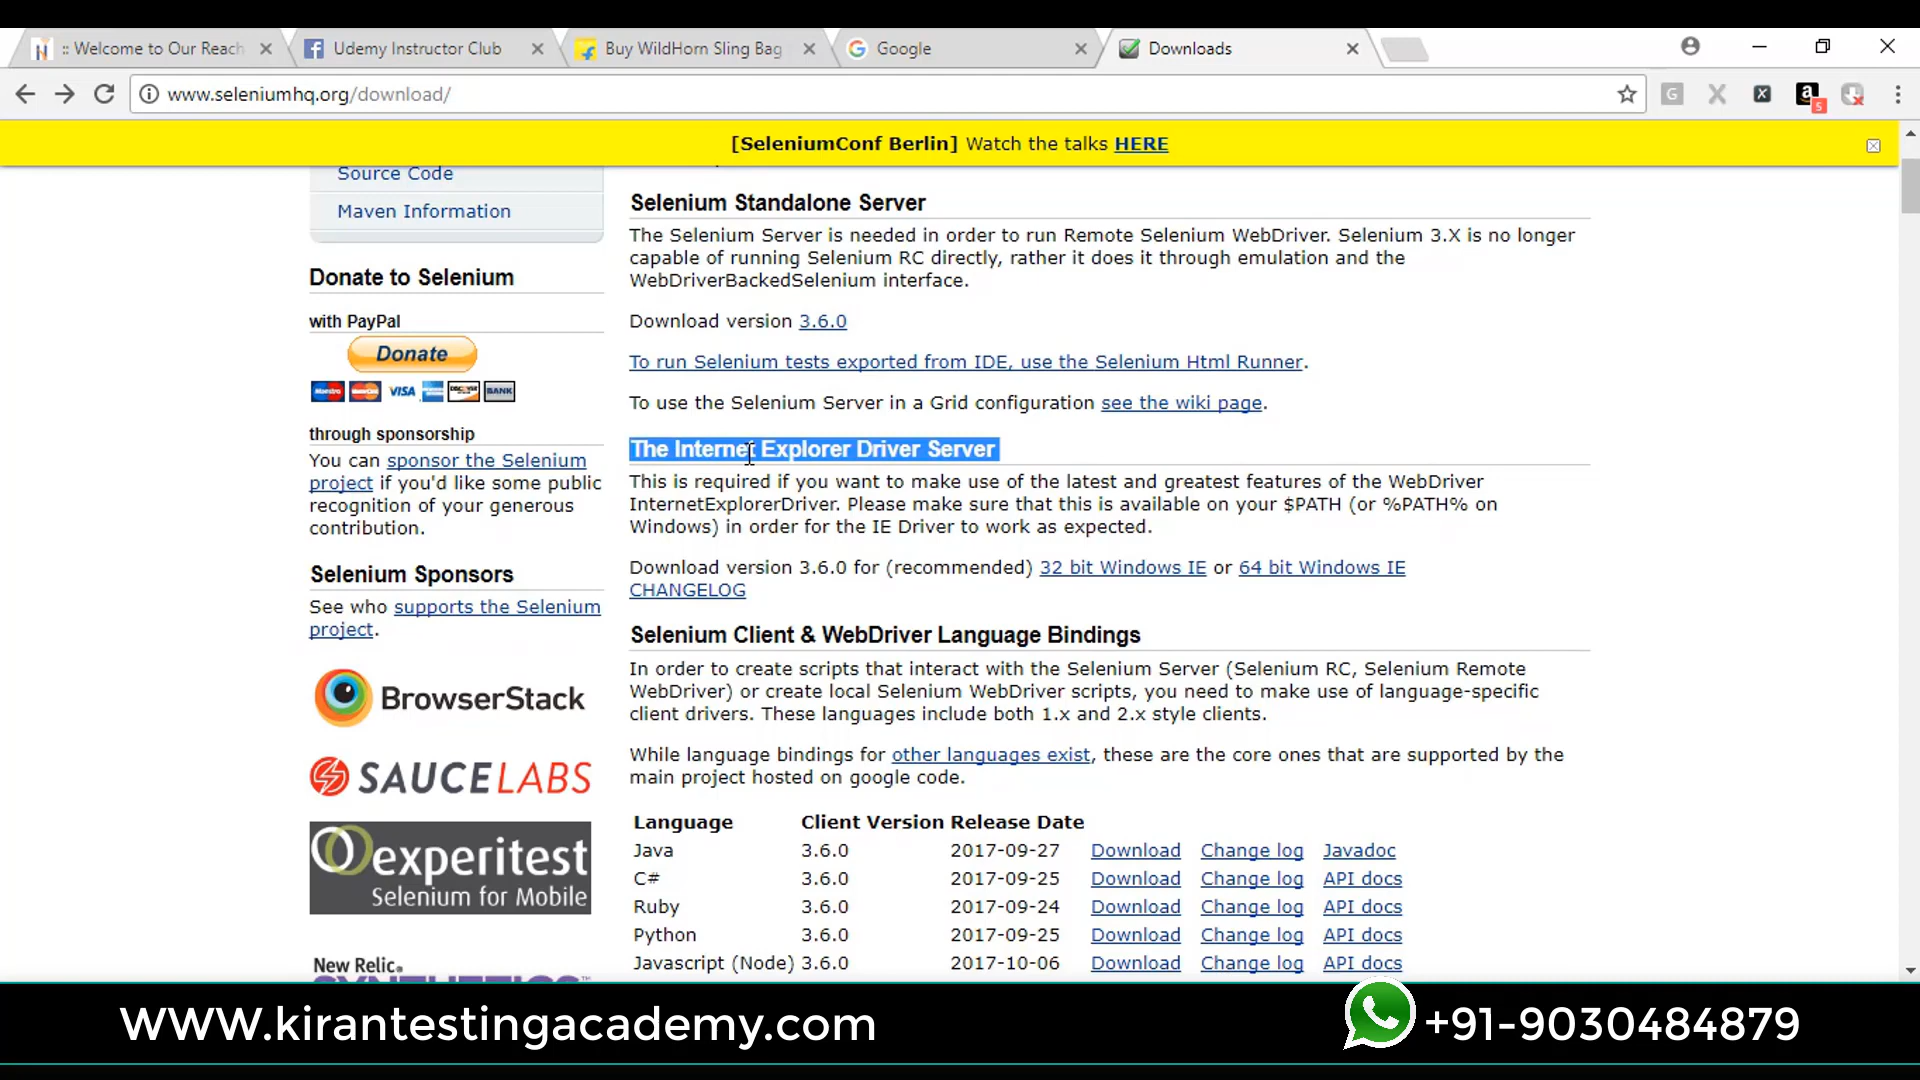 :: Welcome to Our Reach
Udemy Instructor Club
Buy WildHorn Sling Bag
Google
Downloads
www.seleniumhq.org/download/
[SeleniumConf Berlin] Watch the talks HERE
Source Code
Maven Information
Donate to Selenium
with PayPal
Donate
VISA
BANK
through sponsorship
You can sponsor the Selenium
project if you'd like some public
recognition of your generous
contribution.
Selenium Sponsors
See who supports the Selenium
project.
BrowserStack
SAUCELABS
experitest
Selenium for Mobile
New Relic
SYNTHETICS
Selenium Standalone Server
The Selenium Server is needed in order to run Remote Selenium WebDriver. Selenium 3.X is no longer
capable of running Selenium RC directly, rather it does it through emulation and the
WebDriverBackedSelenium interface.
Download version 3.6.0
To run Selenium tests exported from IDE, use the Selenium Html Runner.
To use the Selenium Server in a Grid configuration see the wiki page.
The Internet Explorer Driver Server
This is required if you want to make use of the latest and greatest features of the WebDriver
InternetExplorerDriver. Please make sure that this is available on your $PATH (or %PATH% on
Windows) in order for the IE Driver to work as expected.
Download version 3.6.0 for (recommended) 32 bit Windows IE or 64 bit Windows IE
CHANGELOG
Selenium Client & WebDriver Language Bindings
In order to create scripts that interact with the Selenium Server (Selenium RC, Selenium Remote
WebDriver) or create local Selenium WebDriver scripts, you need to make use of language-specific
client drivers. These languages include both 1.x and 2.x style clients.
While language bindings for other languages exist, these are the core ones that are supported by the
main project hosted on google code.
Language Client Version Release Date
Java 3.6.0 2017-09-27 Download Change log Javadoc
C# 3.6.0 2017-09-25 Download Change log API docs
Ruby 3.6.0 2017-09-24 Download Change log API docs
Python 3.6.0 2017-09-25 Download Change log API docs
Javascript (Node) 3.6.0 2017-10-06 Download Change log API docs
WWW.kirantestingacademy.com
+91-9030484879